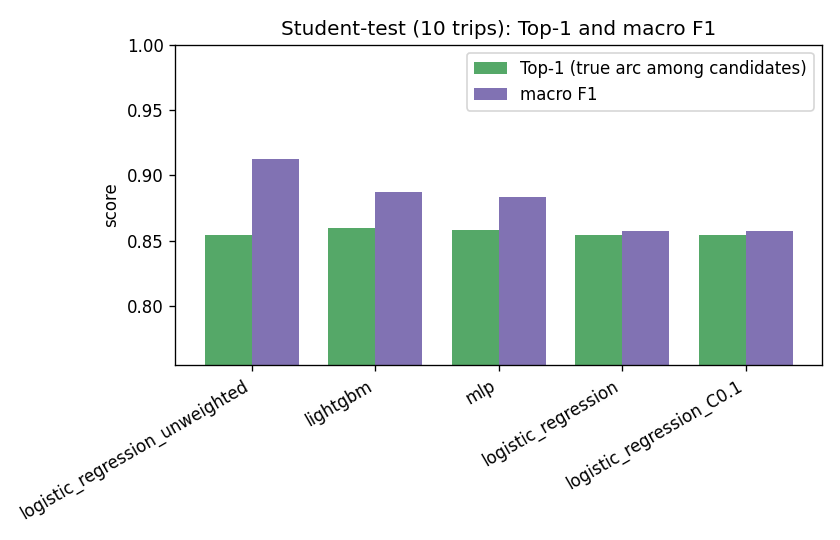 Student-test (10 trips): Top-1 and macro F1
Top-1 (true arc among candidates)
macro F1
score
1.00
0.95
0.90
0.85
0.80
logistic_regression_unweighted
lightgbm
mlp
logistic_regression
logistic_regression_C0.1